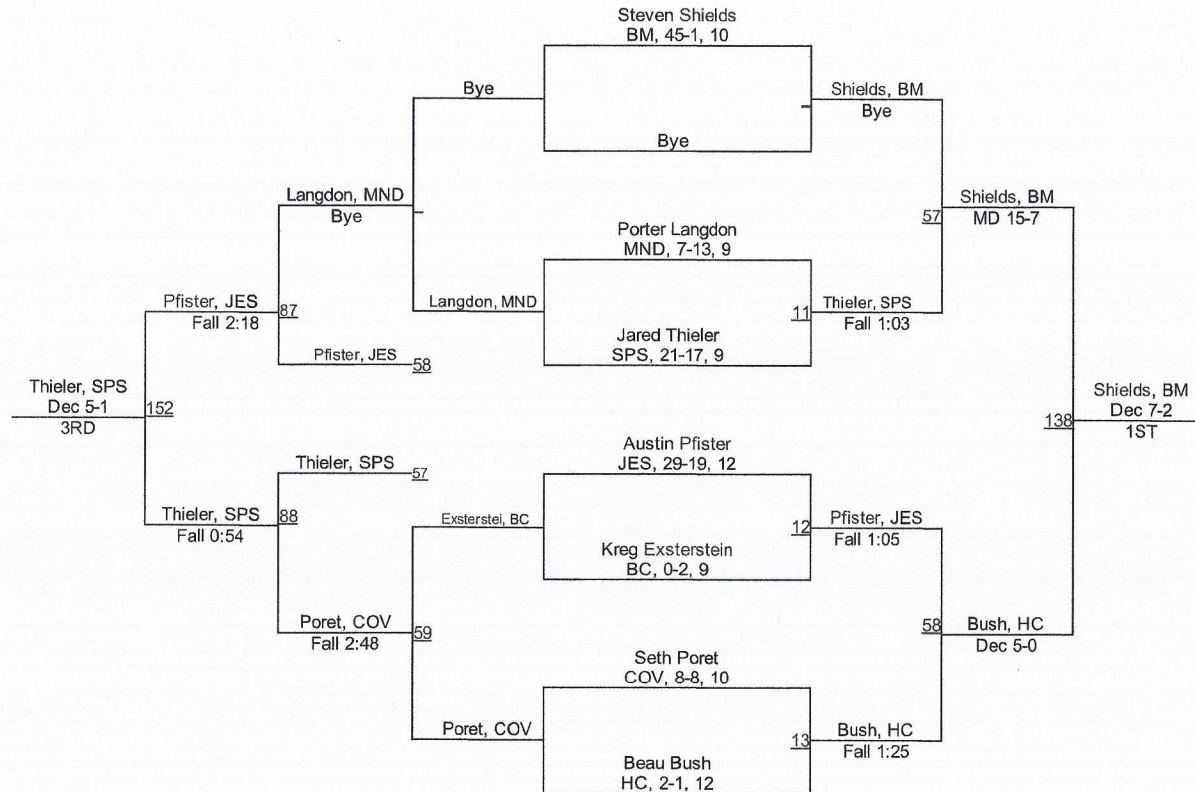 Steven Shields
BM, 45-1, 10
Bye
Shields, BM
Bye
Bye
Langdon, MND
Bye
Shields, BM
57
MD 15-7
Porter Langdon
MND, 7-13, 9
Pfister, JES
87
Fall 2:18
Langdon, MND
Thieler, SPS
11
Fall 1:03
Jared Thieler
SPS, 21-17, 9
Pfister, JES
58
Thieler, SPS
Dec 5-1
152
3RD
Shields, BM
Dec 7-2
138
1ST
Austin Pfister
JES, 29-19, 12
Thieler, SPS
57
Thieler, SPS
88
Fall 0:54
Exsterstei, BC
Pfister, JES
12
Fall 1:05
Kreg Exsterstein
BC, 0-2, 9
Poret, COV
59
Fall 2:48
58
Bush, HC
Dec 5-0
Seth Poret
COV, 8-8, 10
Poret, COV
Bush, HC
13
Fall 1:25
Beau Bush
HC, 2-1, 12